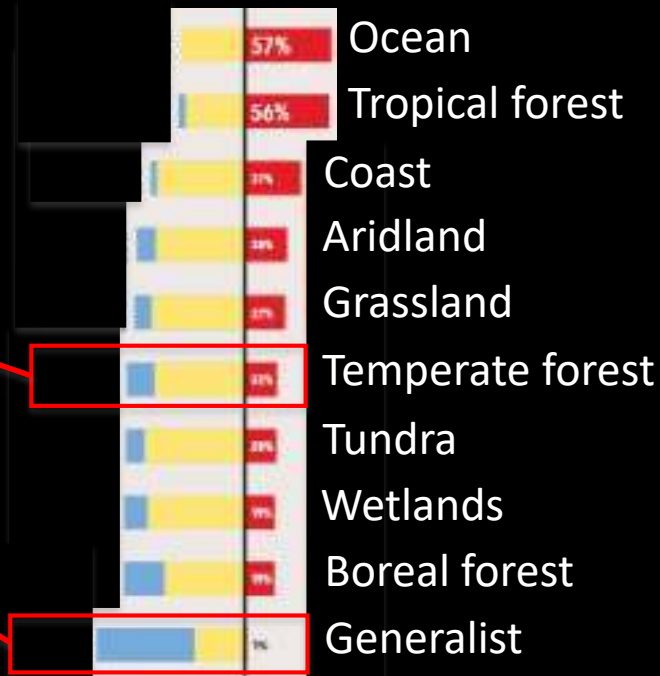 57% Ocean
56% Tropical forest
Coast
Aridland
Grassland
Temperate forest
Tundra
Wetlands
Boreal forest
Generalist